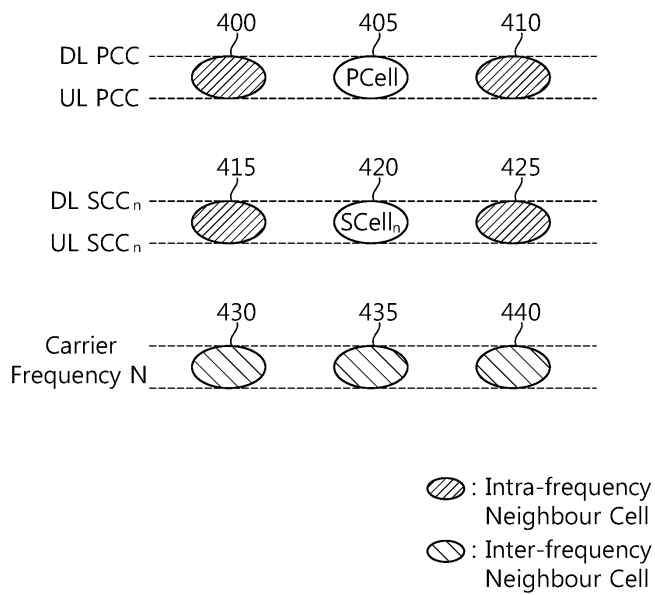 400 405 410
DL PCC
PCell
UL PCC
415 420 425
DL SCCn
SCelln
UL SCCn
430 435 440
Carrier
Frequency N
: Intra-frequency
Neighbour Cell
: Inter-frequency
Neighbour Cell